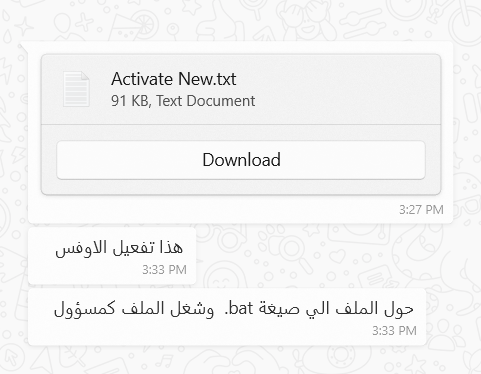 Activate New.txt
91 KB, Text Document
Download
3:27 PM
هذا تفعيل الاوفس
3:33 PM
حول الملف الي صيغة bat.  وشغل الملف كمسؤول
3:33 PM